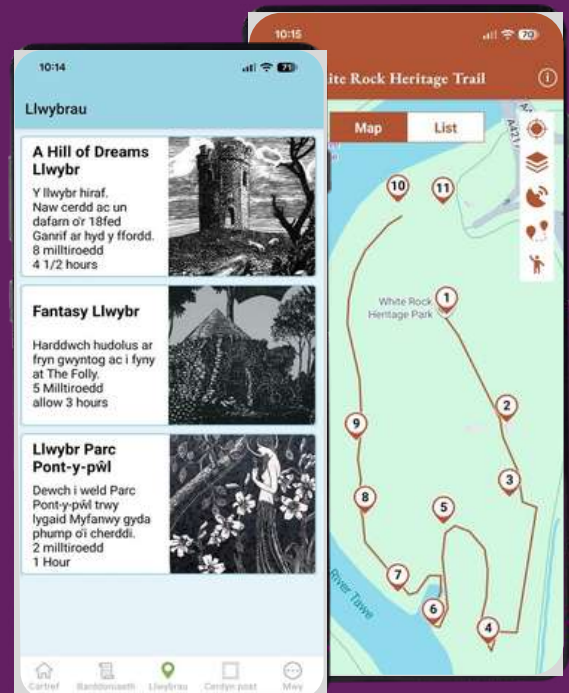 10:14
71
Llwybrau
A Hill of Dreams
Llwybr
Y llwybr hiraf.
Naw cerdd ac un
dafarn o'r 18fed
Ganrif ar hyd y ffordd.
8 milltiroedd
4 1/2 hours
Fantasy Llwybr
Harddwch hudolus ar
fryn gwyntog ac i fyny
at The Folly.
5 Milltiroedd
allow 3 hours
Llwybr Parc
Pont-y-pŵl
Dewch i weld Parc
Pont-y-pŵl trwy
lygaid Myfanwy gyda
phump o'i cherddi.
2 milltiroedd
1 Hour
Cartref
Barddoniaeth
Llwybrau
Cerdyn post
Mwy
10:15
70
ite Rock Heritage Trail
Map
List
A4217
10
11
1
White Rock
Heritage Park
2
3
9
8
5
7
6
4
River Tawe